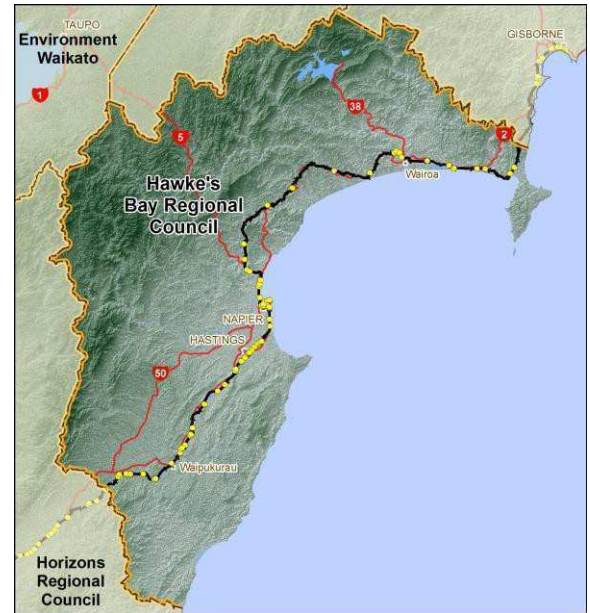 TAUPO
Environment
Waikato
1
GISBORNE
5
38
2
Hawke's
Bay Regional
Council
Wairoa
NAPIER
HASTINGS
50
Waipukurau
Horizons
Regional
Council